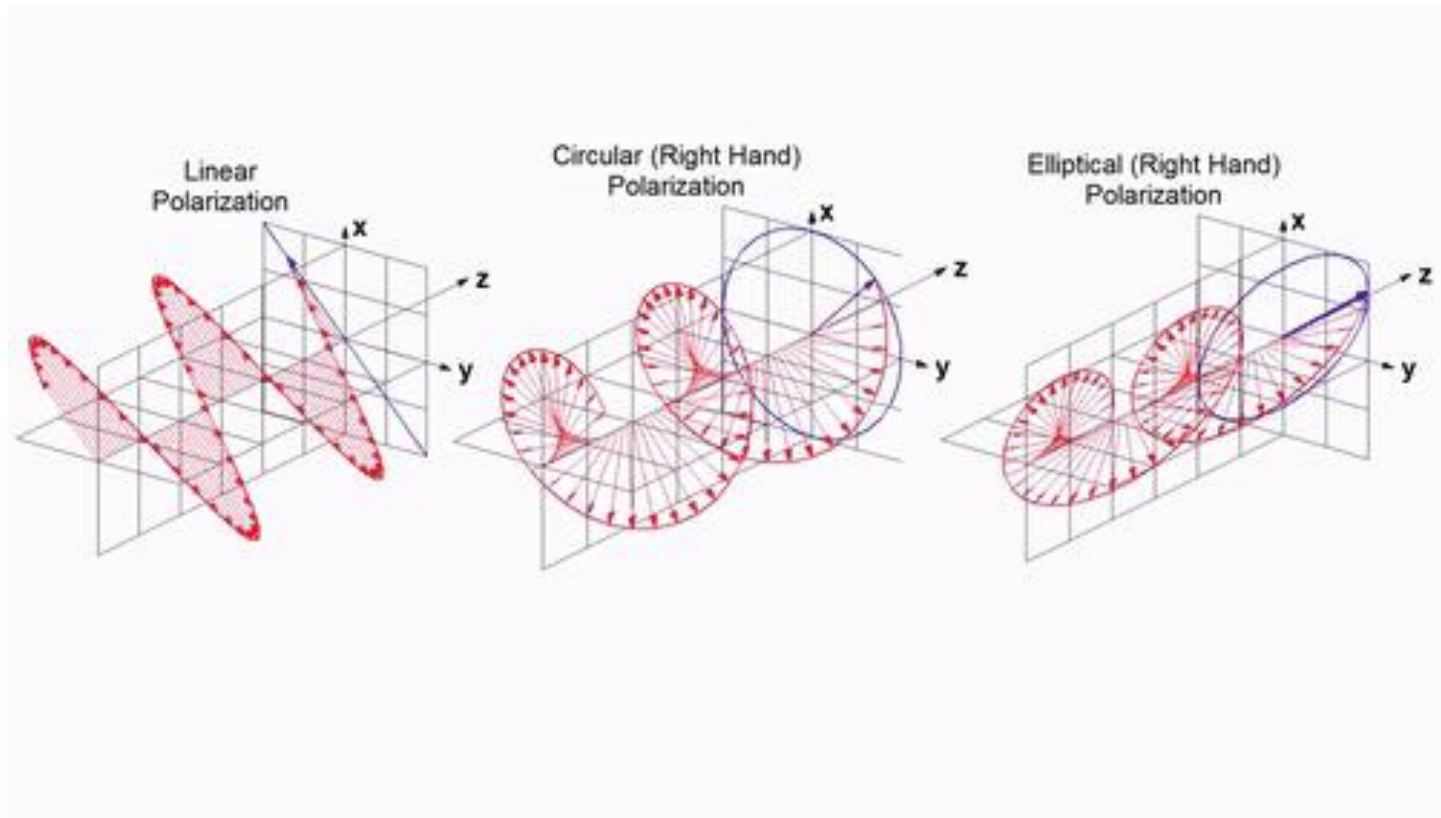 Linear
Polarization
x
z
y
Circular (Right Hand)
Polarization
x
z
y
Elliptical (Right Hand)
Polarization
x
z
y